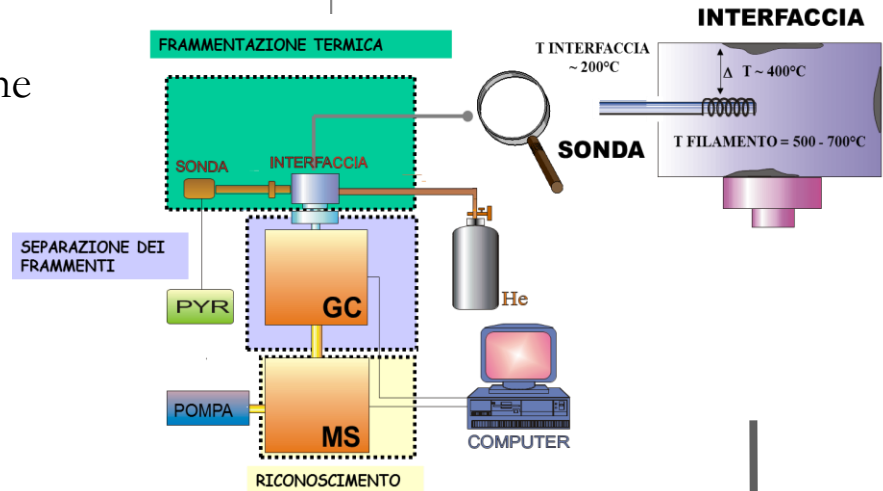 ne
FRAMMENTAZIONE TERMICA
SONDA
INTERFACCIA
SEPARAZIONE DEI
FRAMMENTI
PYR
GC
He
POMPA
MS
COMPUTER
RICONOSCIMENTO
INTERFACCIA
T INTERFACCIA
~ 200°C
Δ T ~ 400°C
SONDA
T FILAMENTO = 500 - 700°C